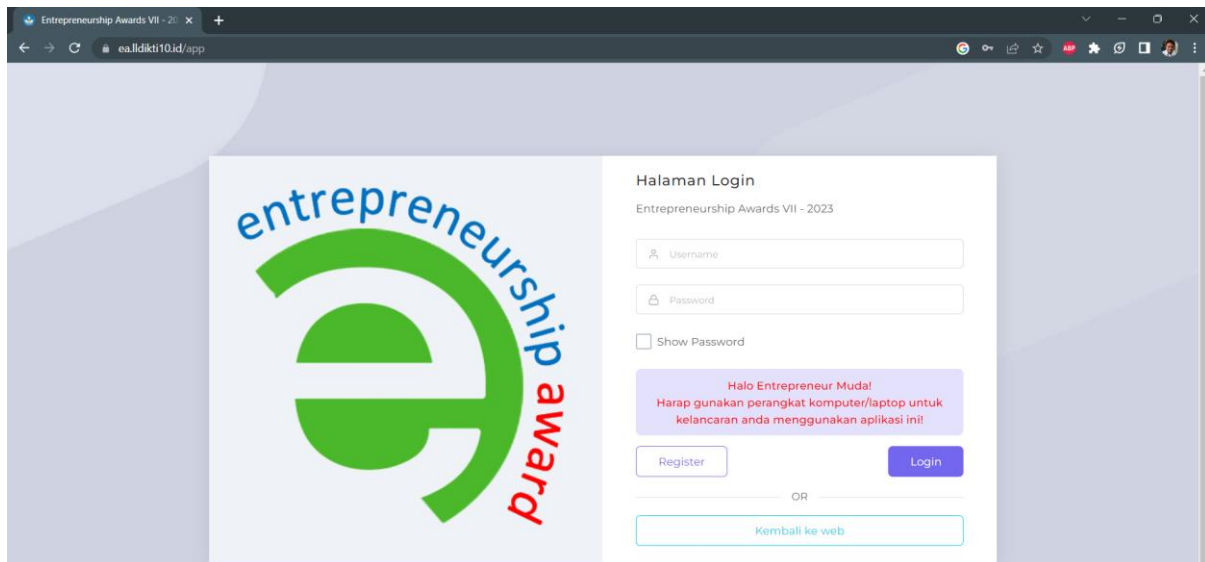 Entrepreneurship Awards VII - 20
ea.lldikti10.id/app
ABP
entrepreneurship award
Halaman Login
Entrepreneurship Awards VII - 2023
Username
Password
Show Password
Halo Entrepreneur Muda!
Harap gunakan perangkat komputer/laptop untuk
kelancaran anda menggunakan aplikasi ini!
Register
Login
OR
Kembali ke web